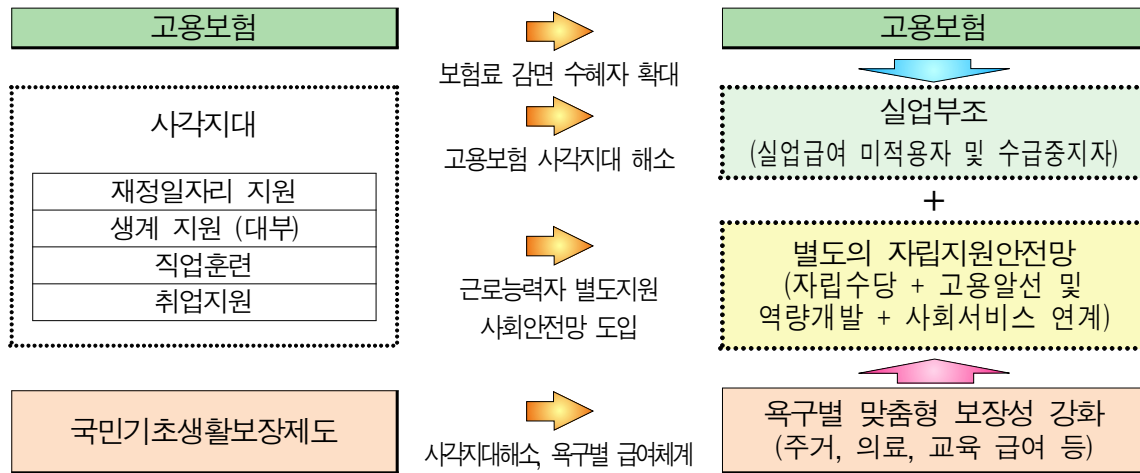 고용보험
보험료 감면 수혜자 확대
고용보험
사각지대
재정일자리 지원
생계 지원 (대부)
직업훈련
취업지원
고용보험 사각지대 해소
실업부조
(실업급여 미적용자 및 수급중지자)
+
근로능력자 별도지원
사회안전망 도입
별도의 자립지원안전망
(자립수당 + 고용알선 및
역량개발 + 사회서비스 연계)
국민기초생활보장제도
사각지대해소, 욕구별 급여체계
욕구별 맞춤형 보장성 강화
(주거, 의료, 교육 급여 등)